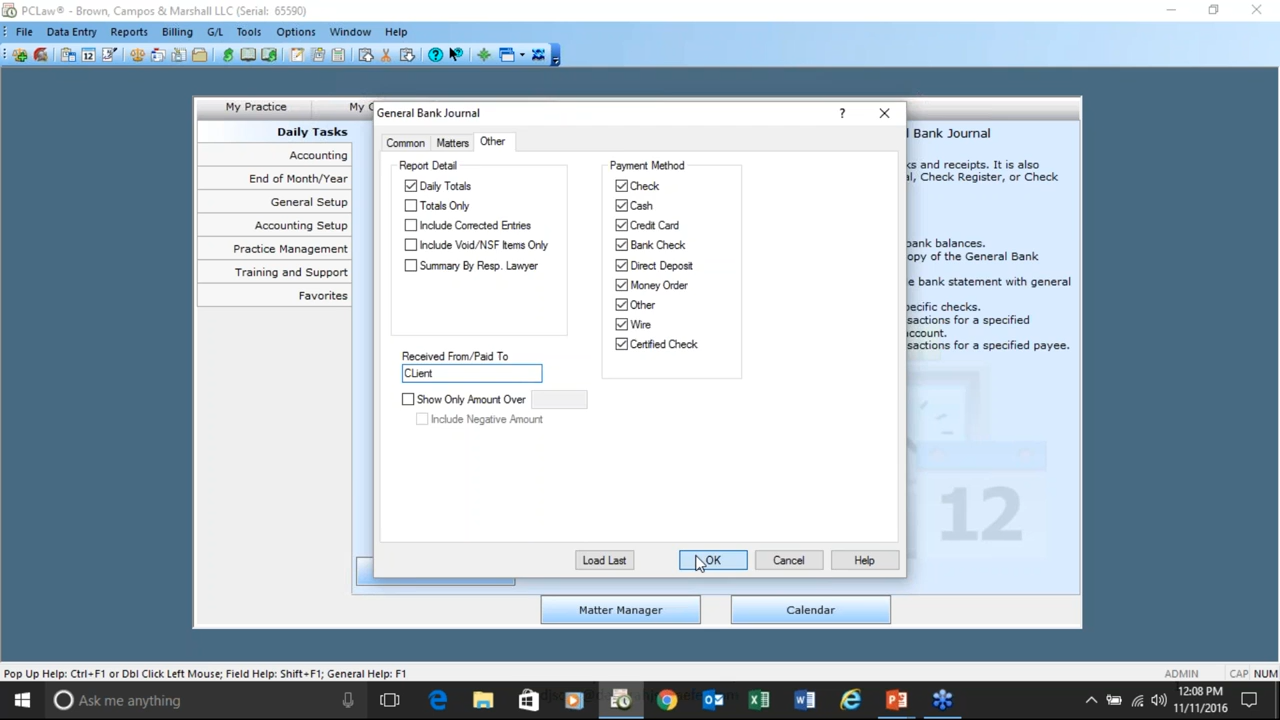 PCLaw® - Brown, Campos & Marshall LLC (Serial: 65590)
File Data Entry Reports Billing G/L Tools Options Window Help
My Practice
Daily Tasks
Accounting
End of Month/Year
General Setup
Accounting Setup
Practice Management
Training and Support
Favorites
General Bank Journal
Common Matters Other
Report Detail
Daily Totals
Totals Only
Include Corrected Entries
Include Void/NSF Items Only
Summary By Resp. Lawyer
Received From/Paid To
CLient
Show Only Amount Over
Include Negative Amount
Payment Method
Check
Cash
Credit Card
Bank Check
Direct Deposit
Money Order
Other
Wire
Certified Check
Load Last OK Cancel Help
Bank Journal
ks and receipts. It is also
al, Check Register, or Check
bank balances.
opy of the General Bank
e bank statement with general
ecific checks.
sactions for a specified
account.
sactions for a specified payee.
12
Matter Manager Calendar
Pop Up Help: Ctrl+F1 or Dbl Click Left Mouse; Field Help: Shift+F1; General Help: F1 ADMIN CAP NUM
Ask me anything
12:08 PM
11/11/2016